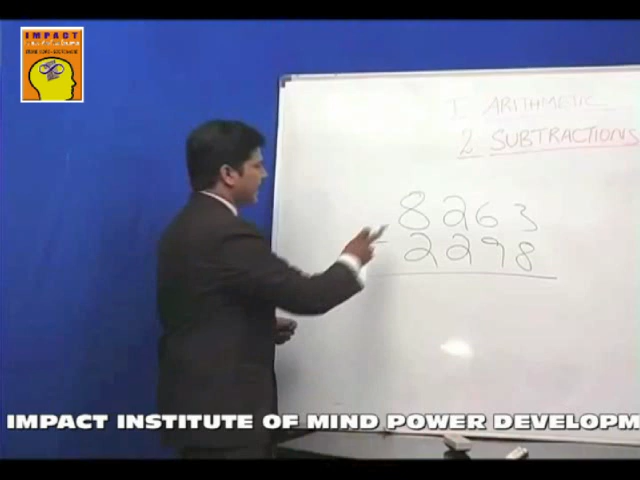 IMPACT
1. ARITHMETIC
2. SUBTRACTIONS
8263
- 2298
IMPACT INSTITUTE OF MIND POWER DEVELOPM